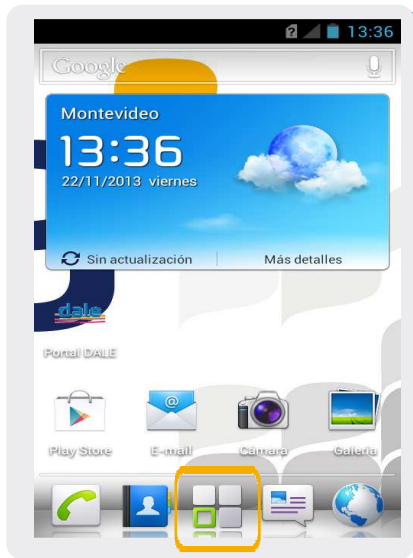 13:36
Google
Montevideo
13:36
22/11/2013 viernes
Sin actualización
Más detalles
dale
Portal DALE
Play Store
E-mail
Cámara
Galería